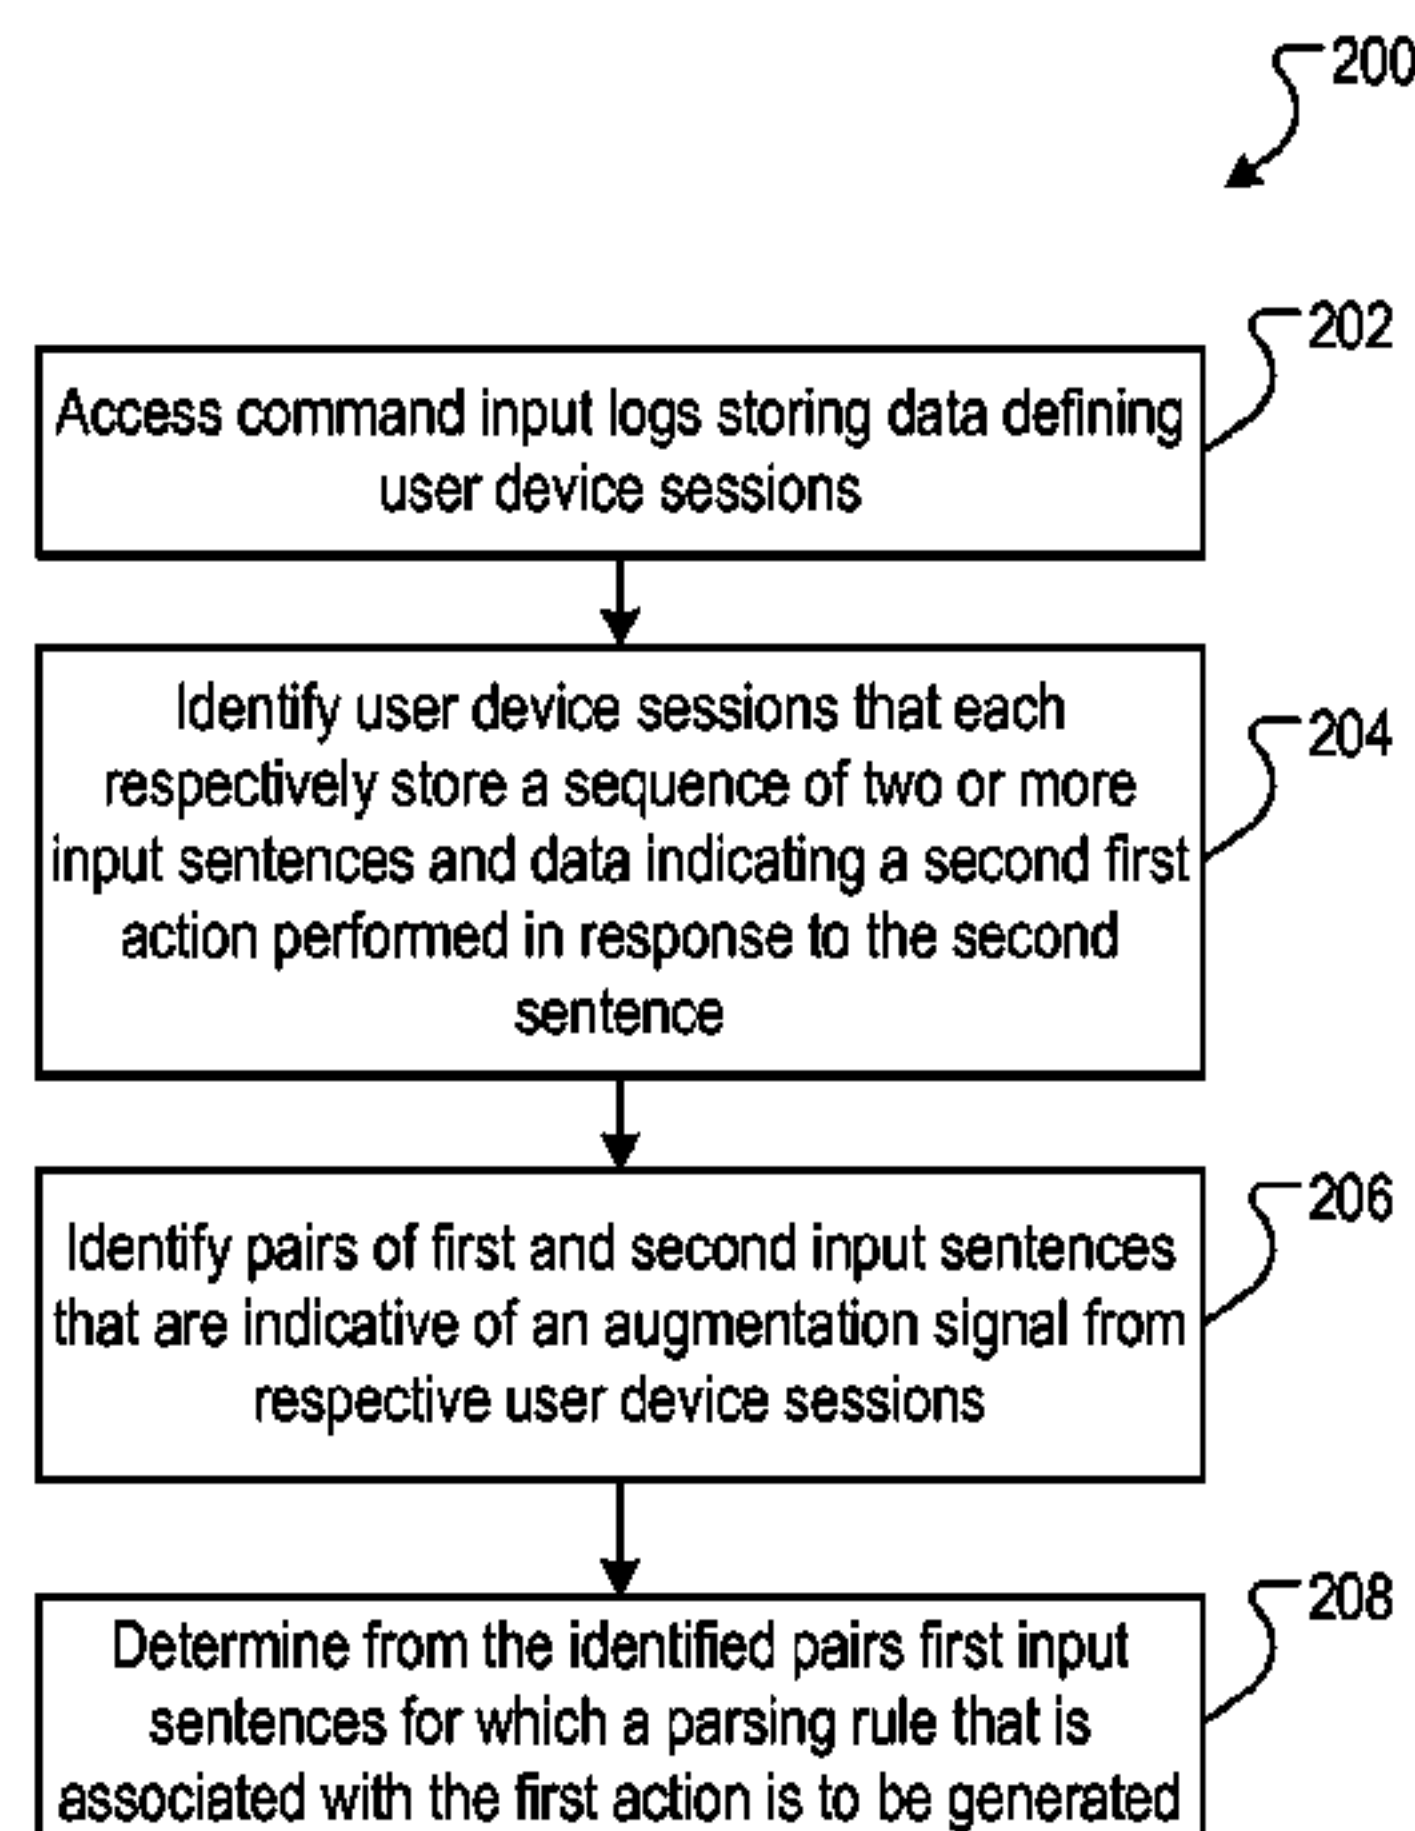 200
202
Access command input logs storing data defining
user device sessions
204
Identify user device sessions that each
respectively store a sequence of two or more
input sentences and data indicating a second first
action performed in response to the second
sentence
206
Identify pairs of first and second input sentences
that are indicative of an augmentation signal from
respective user device sessions
208
Determine from the identified pairs first input
sentences for which a parsing rule that is
associated with the first action is to be generated